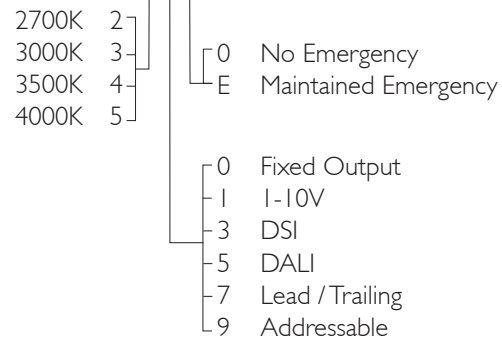 2700K 2
3000K 3
3500K 4
4000K 5
0 No Emergency
E Maintained Emergency
0 Fixed Output
1 1-10V
3 DSI
5 DALI
7 Lead / Trailing
9 Addressable